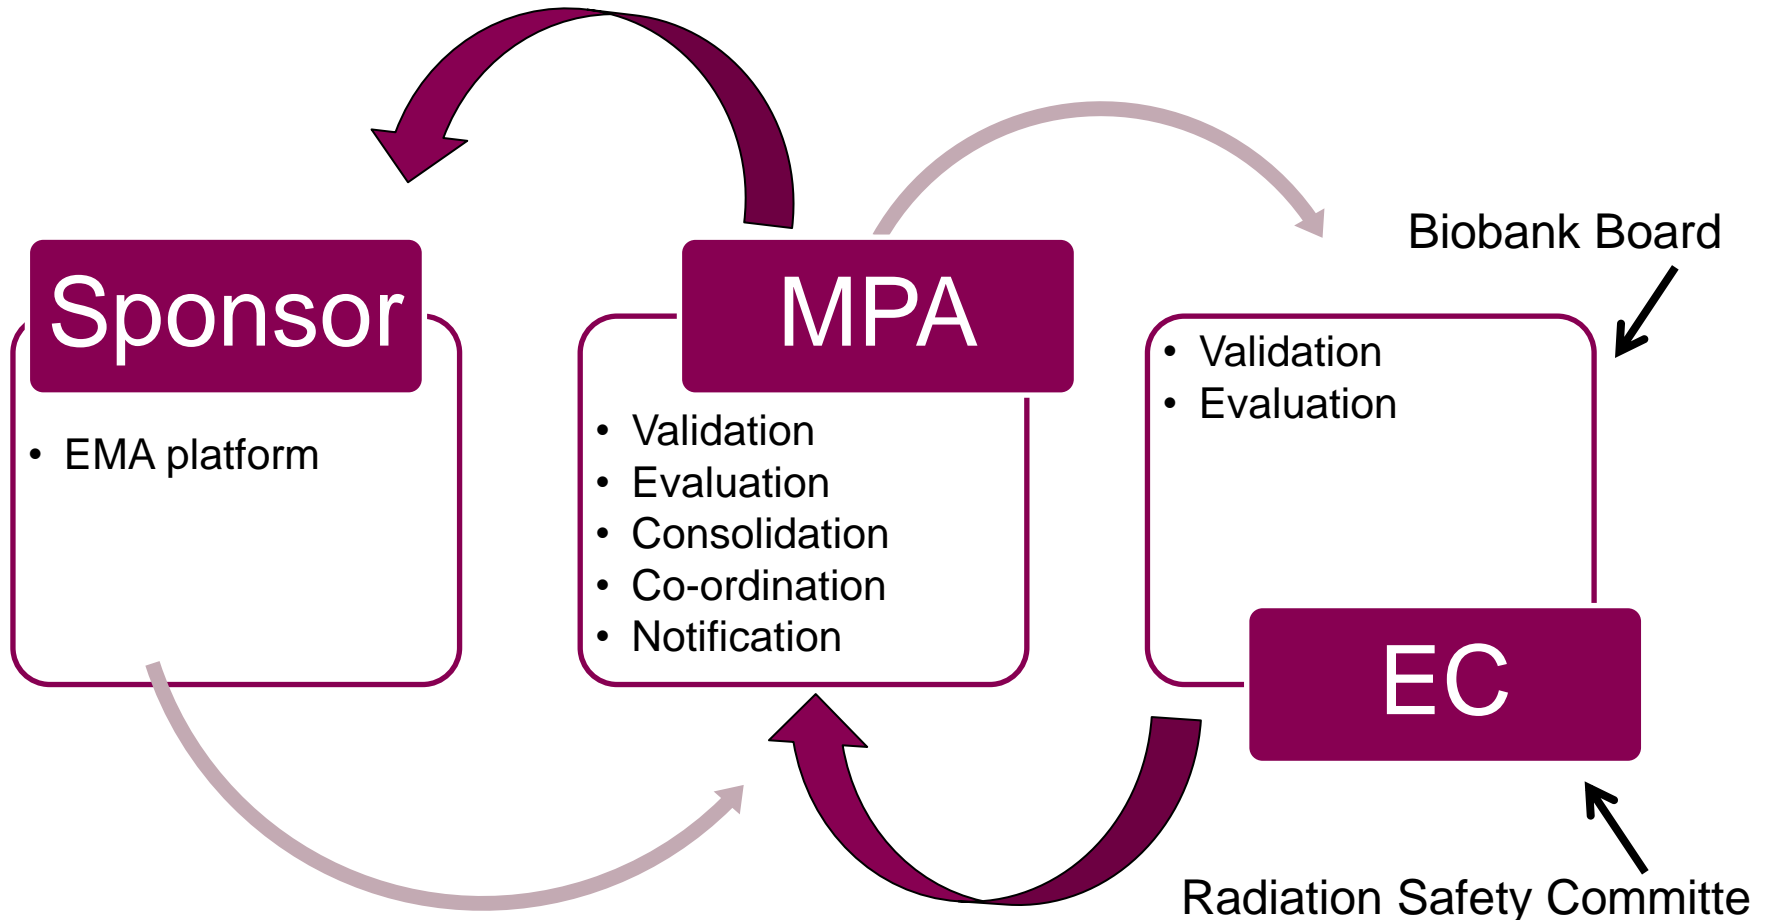 Sponsor
• EMA platform
MPA
• Validation
• Evaluation
• Consolidation
• Co-ordination
• Notification
Biobank Board
• Validation
• Evaluation
EC
Radiation Safety Committe